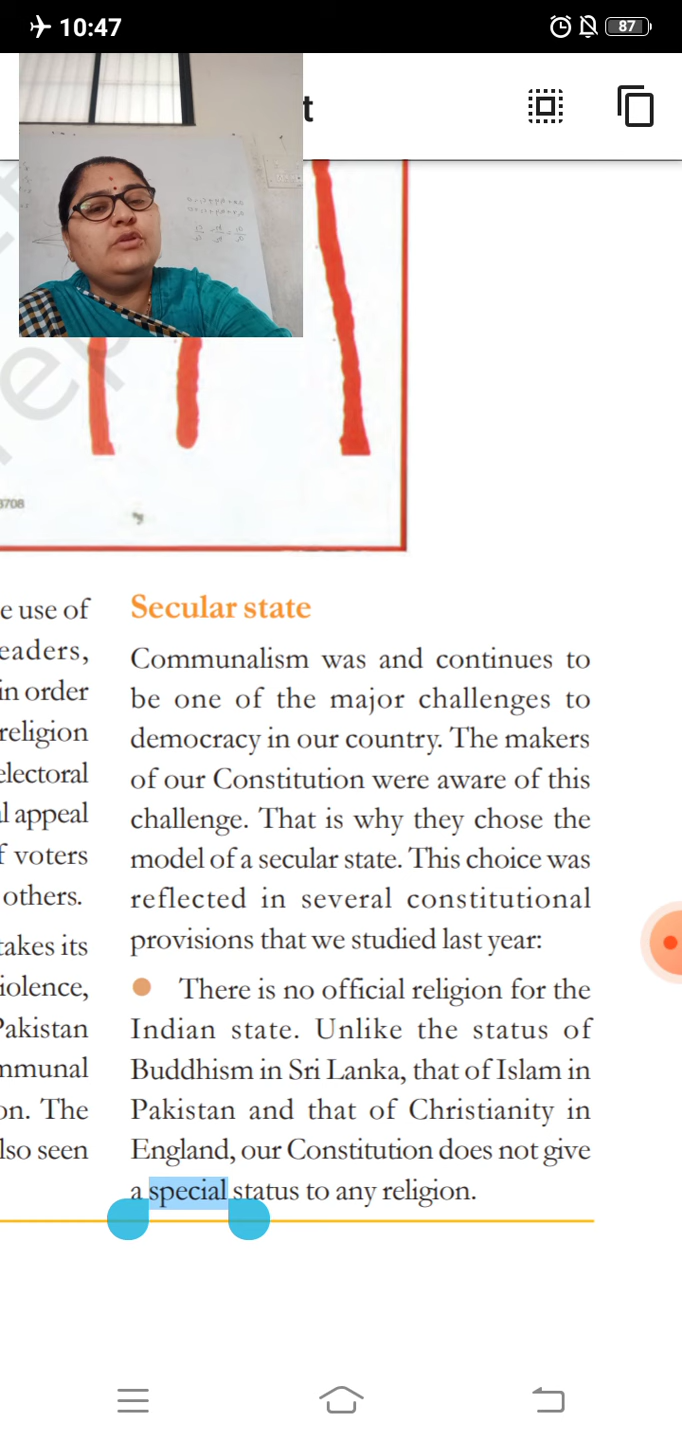 10:47
87
t
ep
8708
e use of
eaders,
in order
religion
electoral
l appeal
f voters
others.
takes its
iolence,
Pakistan
mmunal
on. The
lso seen
Secular state
Communalism was and continues to
be one of the major challenges to
democracy in our country. The makers
of our Constitution were aware of this
challenge. That is why they chose the
model of a secular state. This choice was
reflected in several constitutional
provisions that we studied last year:
● There is no official religion for the
Indian state. Unlike the status of
Buddhism in Sri Lanka, that of Islam in
Pakistan and that of Christianity in
England, our Constitution does not give
a special status to any religion.